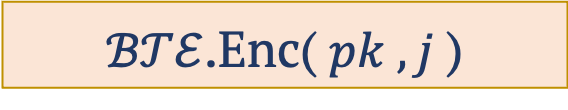 ℬ𝒯ℰ.Enc( 𝑝𝑘 , 𝑗 )